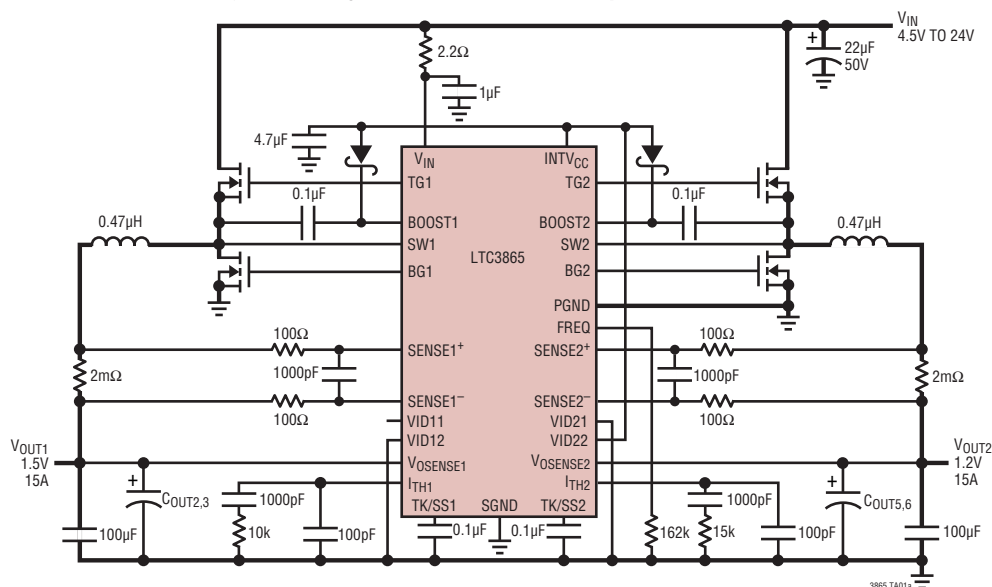 VIN
4.5V TO 24V
2.2Ω
+
22µF
50V
1µF
4.7µF
VIN
INTVCC
TG1
TG2
0.1µF
0.1µF
0.47µH
BOOST1
BOOST2
0.47µH
SW1
SW2
LTC3865
BG1
BG2
PGND
FREQ
100Ω
100Ω
SENSE1+
SENSE2+
2mΩ
1000pF
1000pF
2mΩ
SENSE1–
SENSE2–
100Ω
100Ω
VID11
VID21
VID12
VID22
VOUT1
1.5V
15A
VOSENSE1
VOSENSE2
VOUT2
1.2V
15A
+
COUT2,3
1000pF
ITH1
ITH2
1000pF
+
COUT5,6
TK/SS1
SGND
TK/SS2
100µF
10k
100pF
0.1µF
0.1µF
162k
15k
100pF
100µF
3865 TA01a